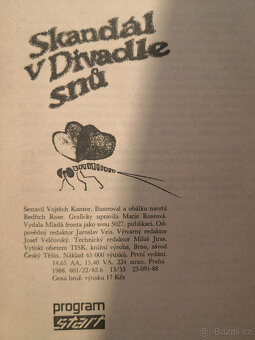 Skandál
v Divadle
snů
Sestavil Vojtěch Kantor. Ilustroval a obálku navrhl
Bedřich Rose. Graficky upravila Marie Rosová.
Vydala Mladá fronta jako svou 5027. publikaci. Od-
povědný redaktor Jaroslav Veis. Výtvarný redaktor
Josef Velčovský. Technický redaktor Miloš Jirsa.
Vytiskl ofsetem TISK, knižní výroba, Brno, závod
Český Těšín. Náklad 65 000 výtisků. První vydání.
14,65 AA. 15,40 VA. 224 stran. Praha
1988. 601/22/82.6 13/33 23-091-88
Cena brož. výtisku 17 Kčs
program
start
sbazar.cz